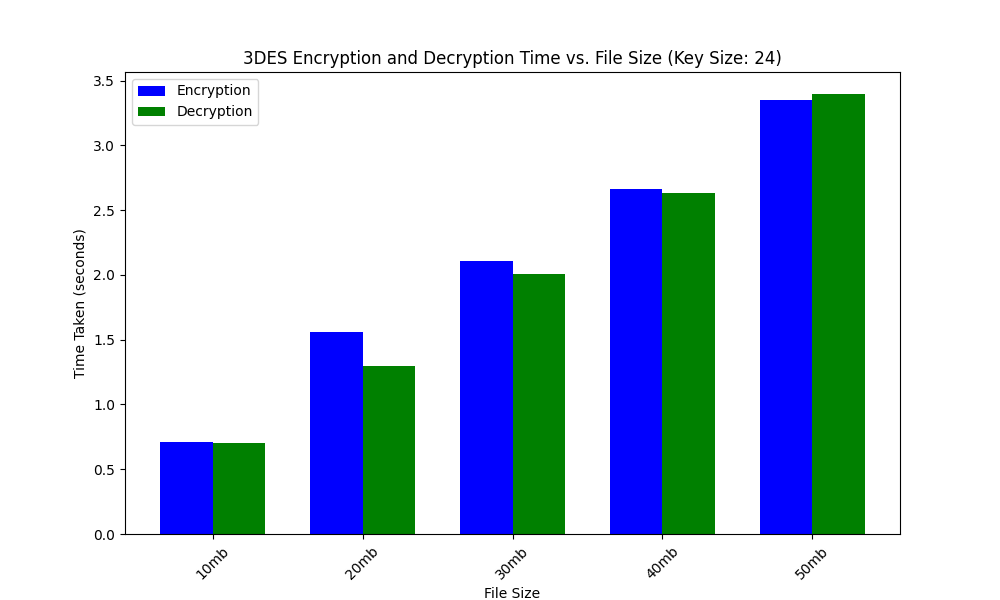 3DES Encryption and Decryption Time vs. File Size (Key Size: 24)
Encryption
Decryption
Time Taken (seconds)
3.5
3.0
2.5
2.0
1.5
1.0
0.5
0.0
10mb
20mb
30mb
40mb
50mb
File Size